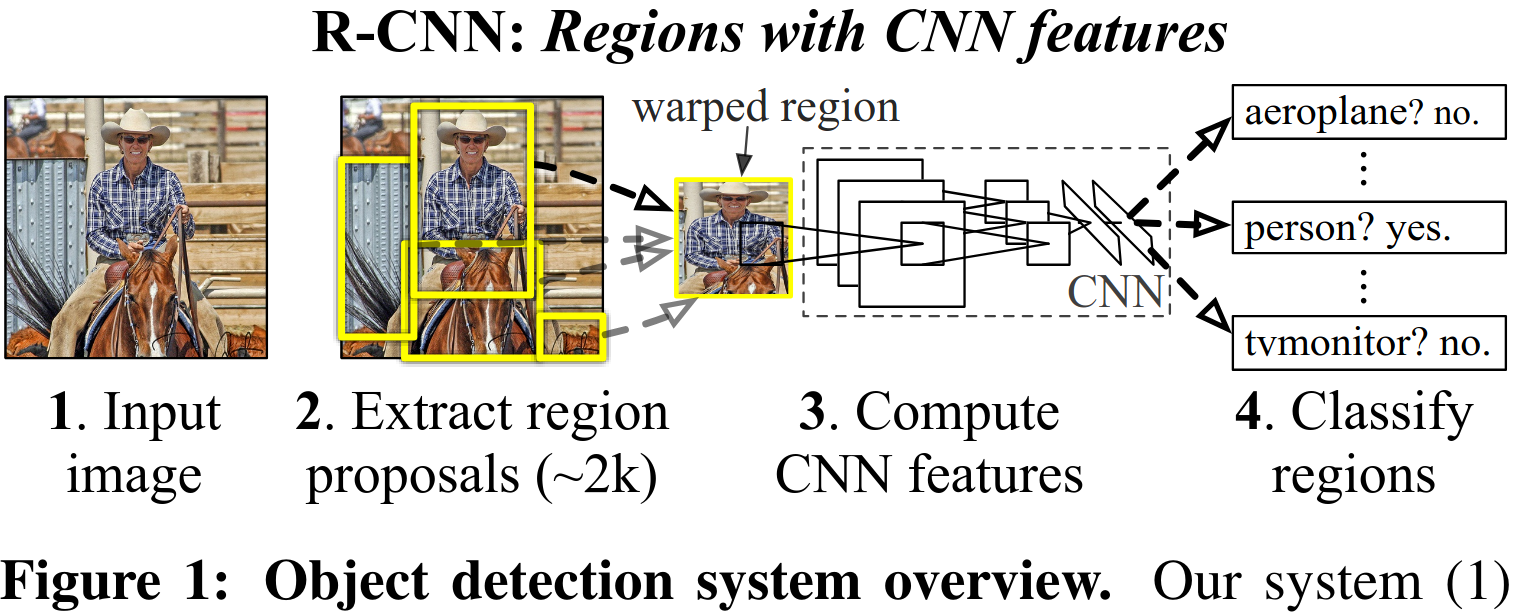 R-CNN: Regions with CNN features
warped region
aeroplane? no.
person? yes.
CNN
tvmonitor? no.
1. Input
image
2. Extract region
proposals (~2k)
3. Compute
CNN features
4. Classify
regions
Figure 1: Object detection system overview. Our system (1)